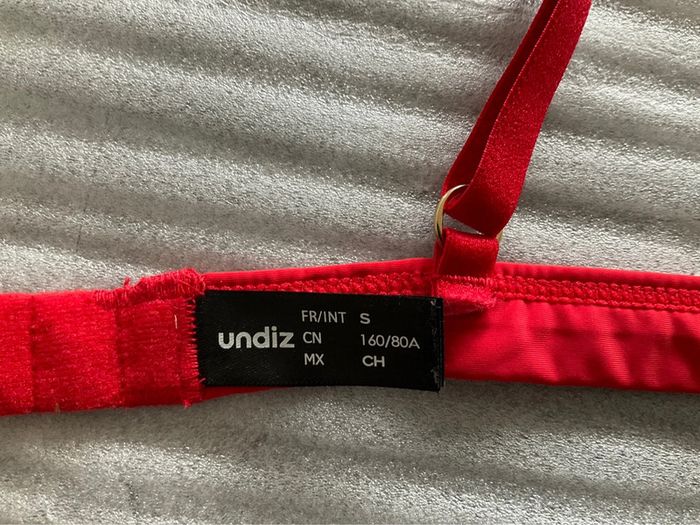 undiz
FR/INT S
CN 160/80A
MX CH